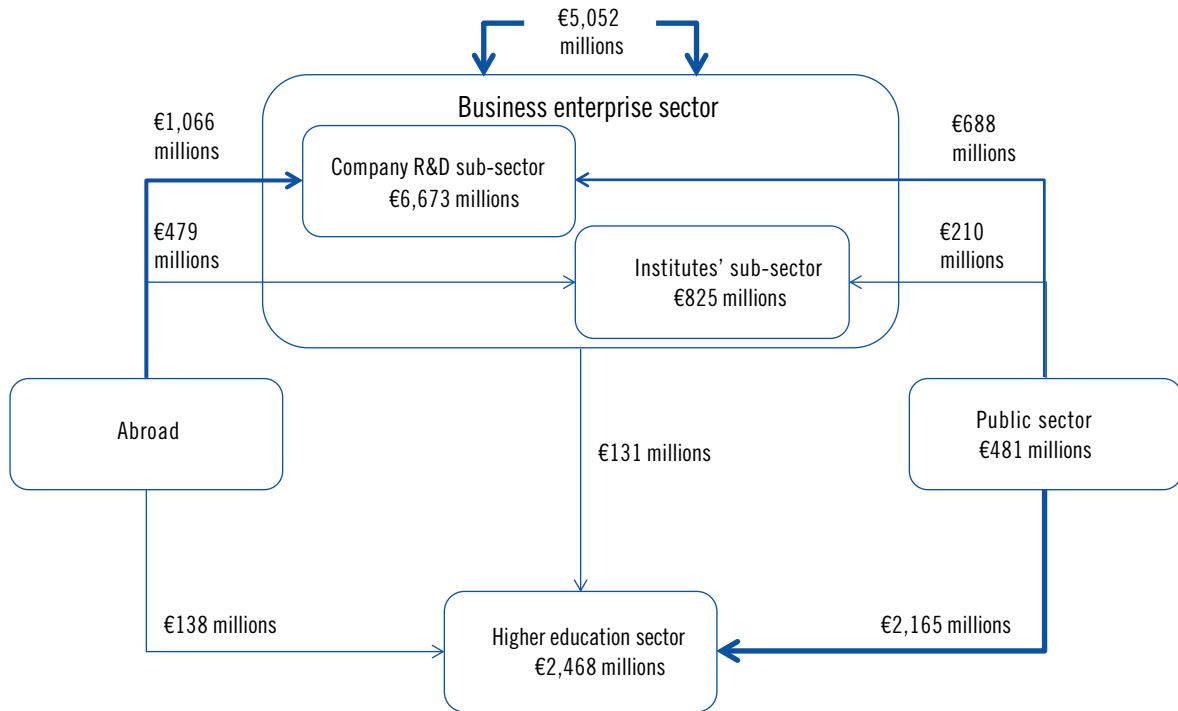 €5,052
millions
Business enterprise sector
€1,066
millions
€688
millions
Company R&D sub-sector
€6,673 millions
€479
millions
€210
millions
Institutes’ sub-sector
€825 millions
Abroad
Public sector
€481 millions
€131 millions
€138 millions
€2,165 millions
Higher education sector
€2,468 millions